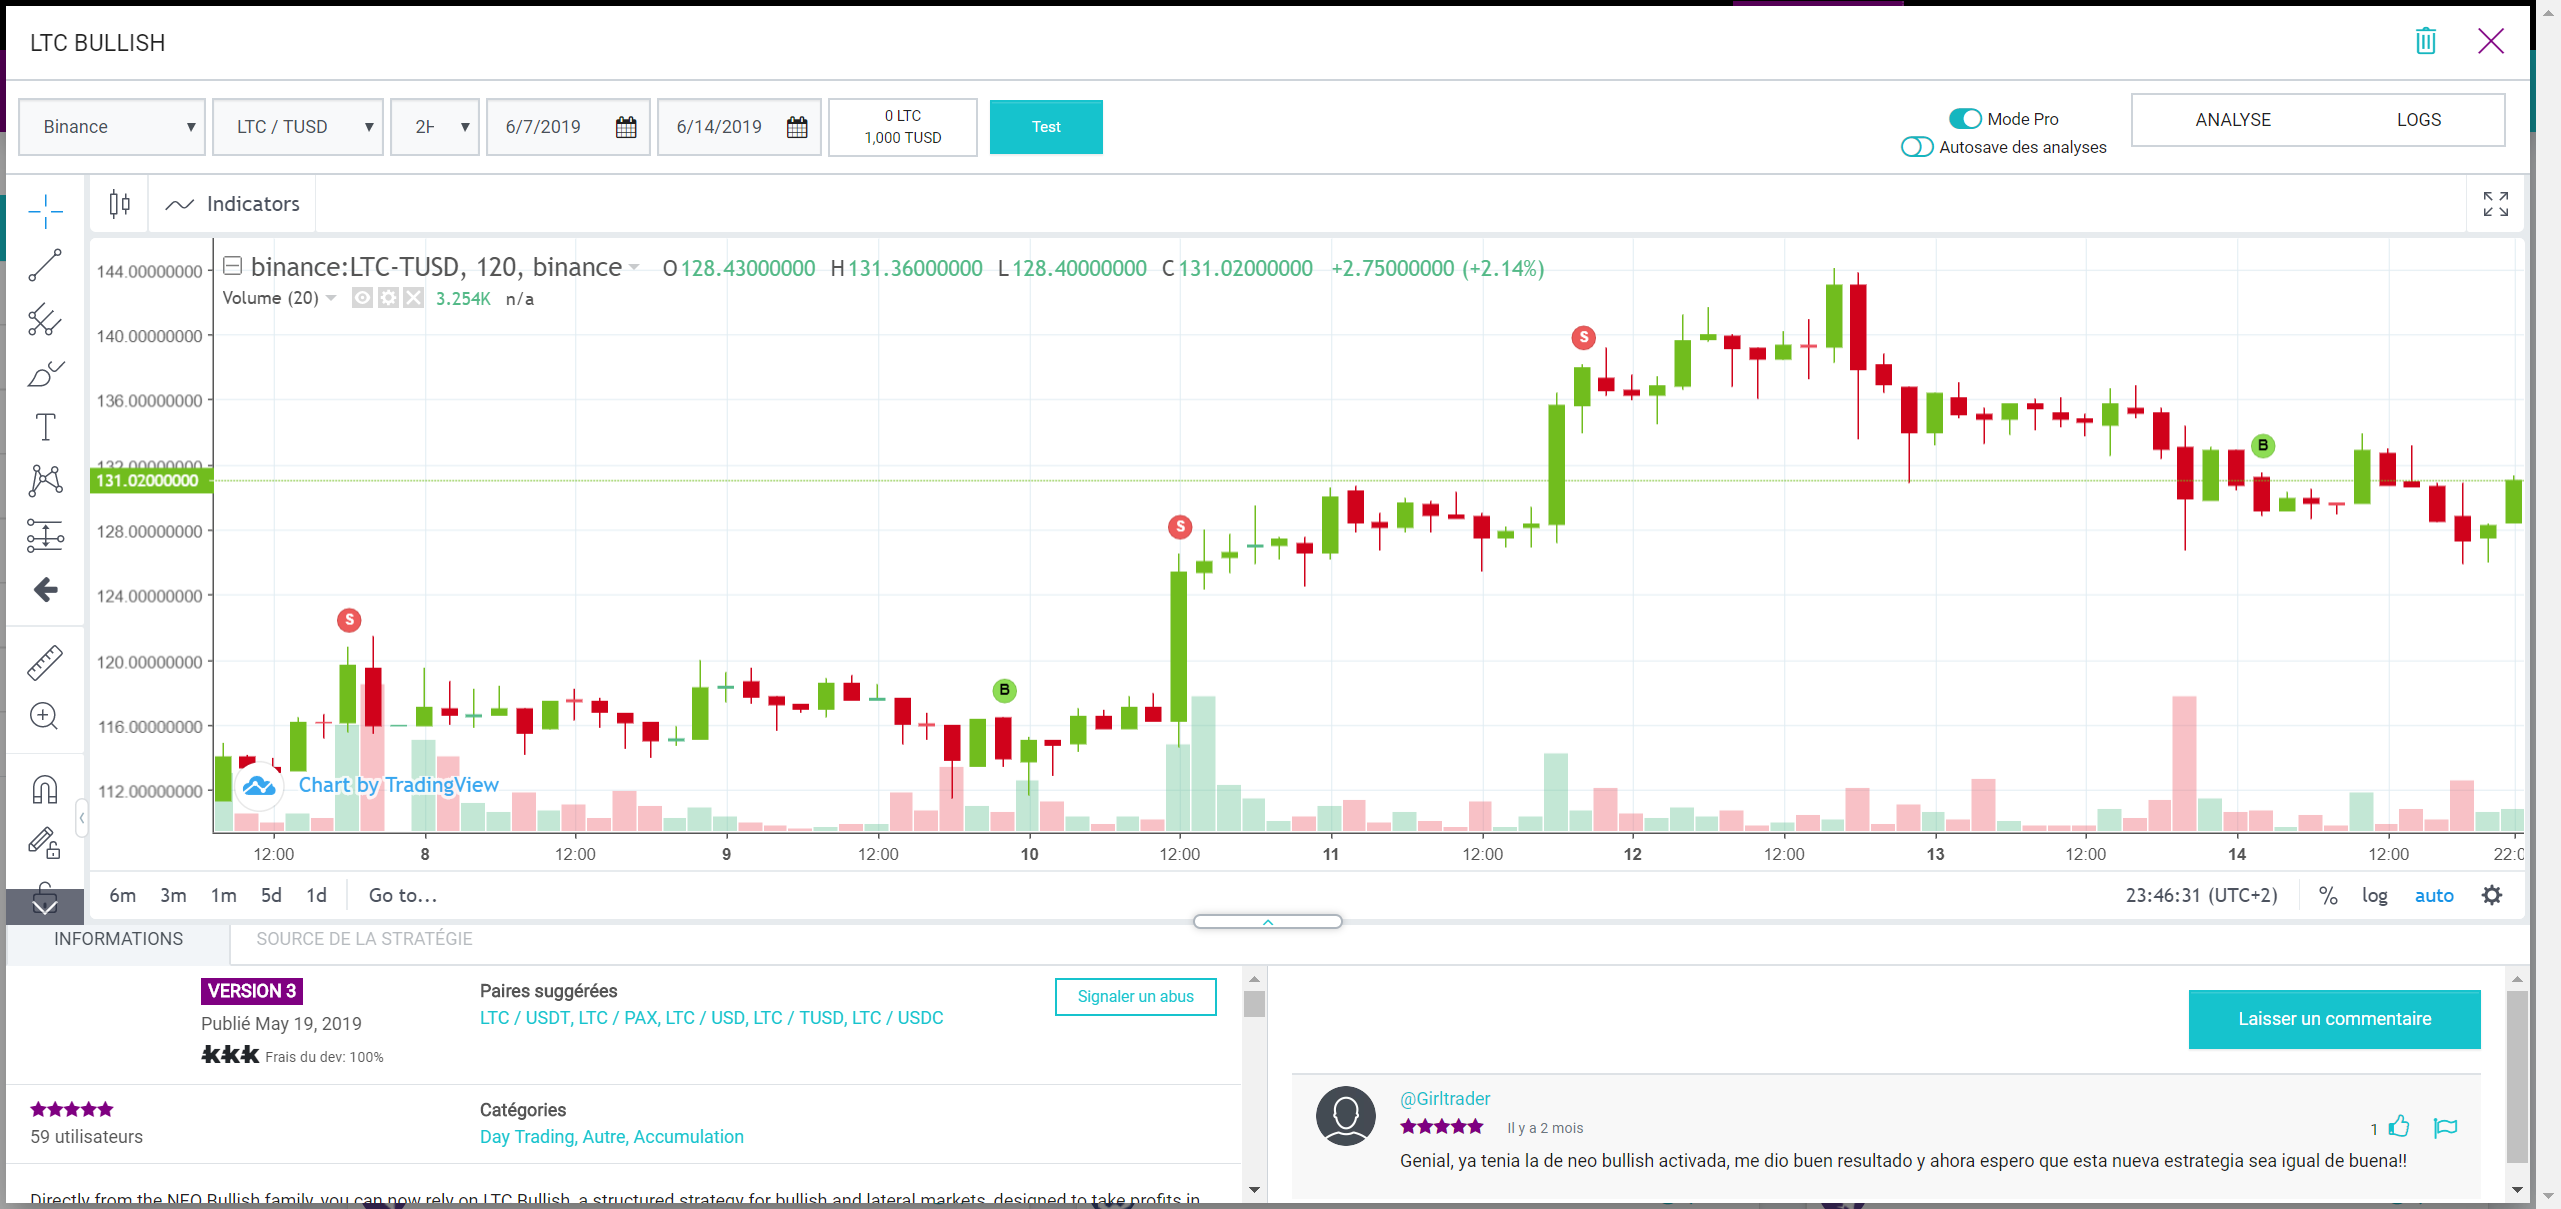 LTC BULLISH
Binance
LTC / TUSD
2H
6/7/2019
6/14/2019
0 LTC
1,000 TUSD
Test
Mode Pro
Autosave des analyses
ANALYSE
LOGS
Indicators
binance:LTC-TUSD, 120, binance
O 128.43000000 H 131.36000000 L 128.40000000 C 131.02000000 +2.75000000 (+2.14%)
Volume (20)
3.254K n/a
144.00000000
140.00000000
136.00000000
132.00000000
131.02000000
128.00000000
124.00000000
120.00000000
116.00000000
112.00000000
S
B
S
S
B
Chart by TradingView
12:00 8 12:00 9 12:00 10 12:00 11 12:00 12 12:00 13 12:00 14 12:00 22:0
6m 3m 1m 5d 1d Go to...
23:46:31 (UTC+2) % log auto
INFORMATIONS
SOURCE DE LA STRATÉGIE
VERSION 3
Publié May 19, 2019
Frais du dev: 100%
Paires suggérées
LTC / USDT, LTC / PAX, LTC / USD, LTC / TUSD, LTC / USDC
Signaler un abus
59 utilisateurs
Catégories
Day Trading, Autre, Accumulation
Directly from the NEO Bullish family, you can now rely on LTC Bullish, a structured strategy for bullish and lateral markets, designed to take profits in
Laisser un commentaire
@Girltrader
Il y a 2 mois
1
Genial, ya tenia la de neo bullish activada, me dio buen resultado y ahora espero que esta nueva estrategia sea igual de buena!!